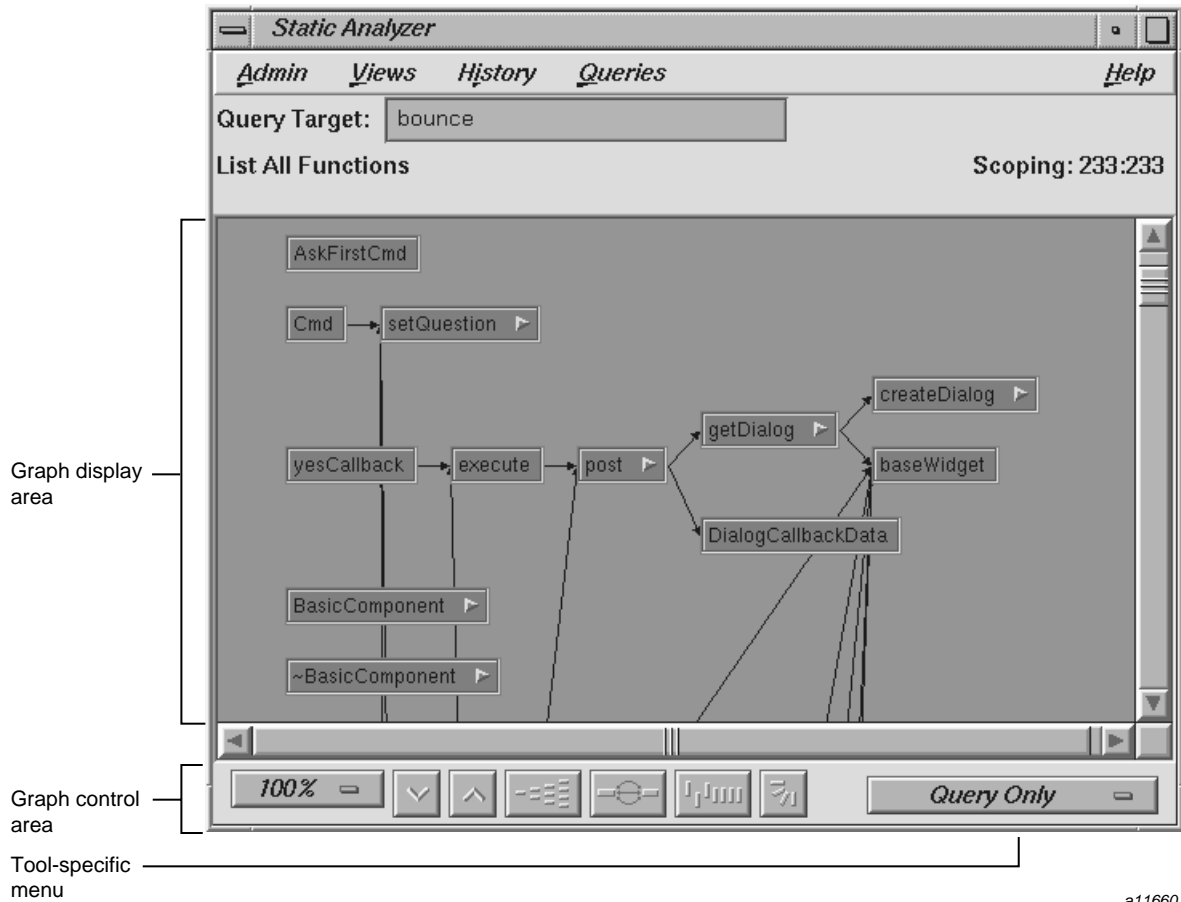 Static Analyzer
Admin Views History Queries Help
Query Target: bounce
List All Functions Scoping: 233:233
AskFirstCmd
Cmd setQuestion
createDialog
getDialog
yesCallback execute post baseWidget
DialogCallbackData
BasicComponent
~BasicComponent
100% Query Only
Graph display
area
Graph control
area
Tool-specific
menu
a11660